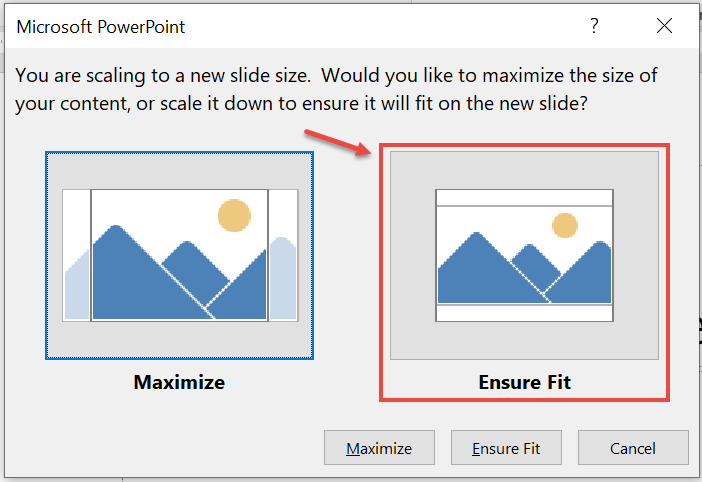 Microsoft PowerPoint
?
You are scaling to a new slide size.  Would you like to maximize the size of
your content, or scale it down to ensure it will fit on the new slide?
Maximize
Ensure Fit
Maximize
Ensure Fit
Cancel